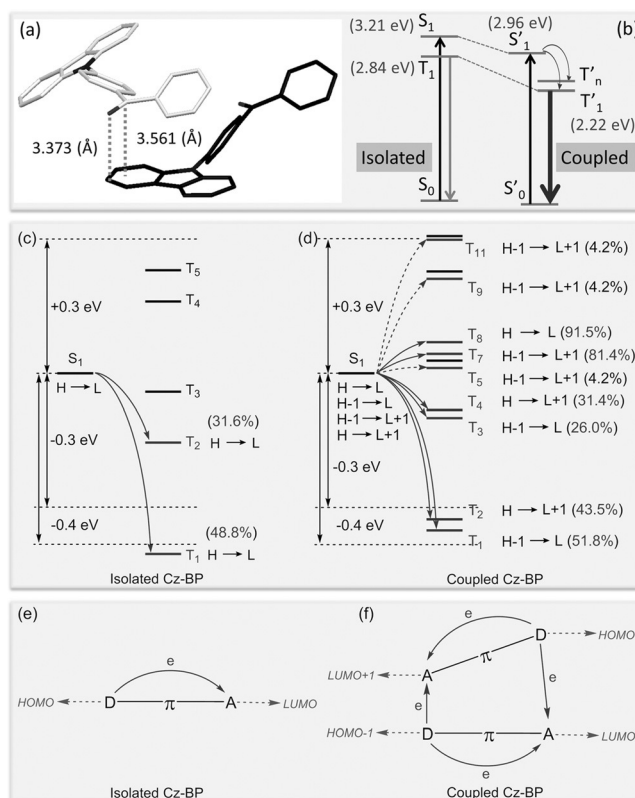 (a)
3.373 (Å)
3.561 (Å)
(b)
(3.21 eV) S₁
(2.96 eV)
S'₁
(2.84 eV)
T₁
T'ₙ
T'₁
(2.22 eV)
Isolated
Coupled
S₀
S'₀
(c)
+0.3 eV
T₅
T₄
S₁
H → L
T₃
(31.6%)
T₂ H → L
-0.3 eV
-0.4 eV
(48.8%)
T₁ H → L
Isolated Cz-BP
(d)
+0.3 eV
T₁₁ H-1 → L+1 (4.2%)
T₉ H-1 → L+1 (4.2%)
T₈ H → L (91.5%)
T₇ H-1 → L+1 (81.4%)
T₅ H-1 → L+1 (4.2%)
T₄ H → L+1 (31.4%)
T₃ H-1 → L (26.0%)
S₁
H → L
H-1 → L
H-1 → L+1
H → L+1
-0.3 eV
-0.4 eV
T₂ H → L+1 (43.5%)
T₁ H-1 → L (51.8%)
Coupled Cz-BP
(e)
e
HOMO D π A LUMO
Isolated Cz-BP
(f)
e
D HOMO
LUMO+1 A π
e e
HOMO-1 D π A LUMO
e
Coupled Cz-BP